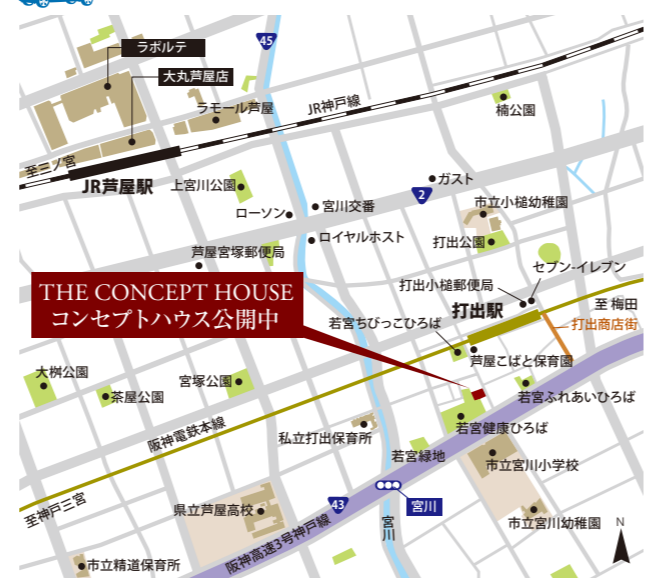 ラポルテ
45
大丸芦屋店
ラモール芦屋
JR神戸線
楠公園
至三ノ宮
JR芦屋駅
上宮川公園
ガスト
2
市立小槌幼稚園
ローソン
宮川交番
ロイヤルホスト
打出公園
芦屋宮塚郵便局
セブン-イレブン
打出小槌郵便局
THE CONCEPT HOUSE
コンセプトハウス公開中
打出駅
至 梅田
若宮ちびっこひろば
打出商店街
芦屋こばと保育園
大桝公園
宮塚公園
茶屋公園
若宮ふれあいひろば
若宮健康ひろば
阪神電鉄本線
私立打出保育所
若宮緑地
市立宮川小学校
至神戸三宮
県立芦屋高校
43
宮川
宮川
市立宮川幼稚園
N
阪神高速3号神戸線
市立精道保育所